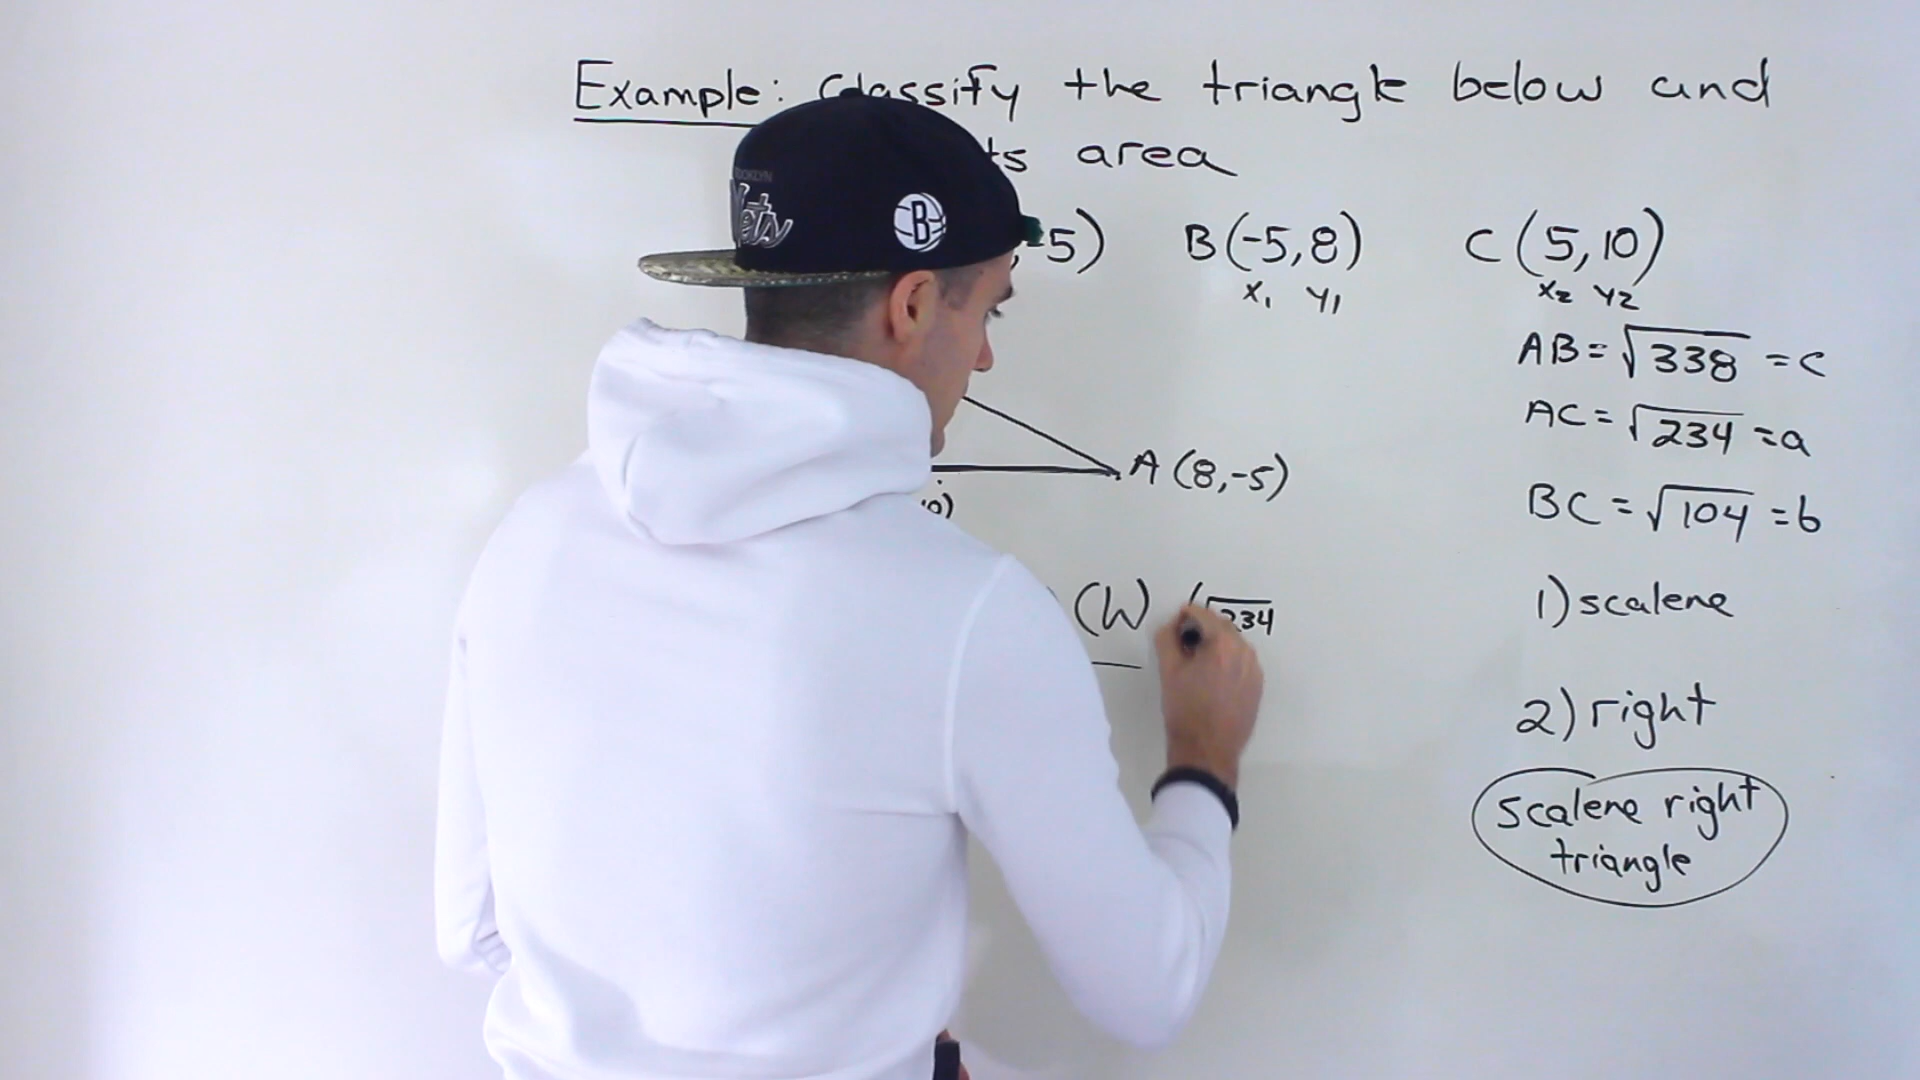 Example: Classify the triangle below and
area
-5) B(-5,8) C(5,10)
x₁ y₁ x₂ y₂
AB=√338 =c
AC=√234 =a
A(8,-5)
BC=√104 =b
(h) (√234
1) scalene
2) right
scalene right
triangle
Nets
B